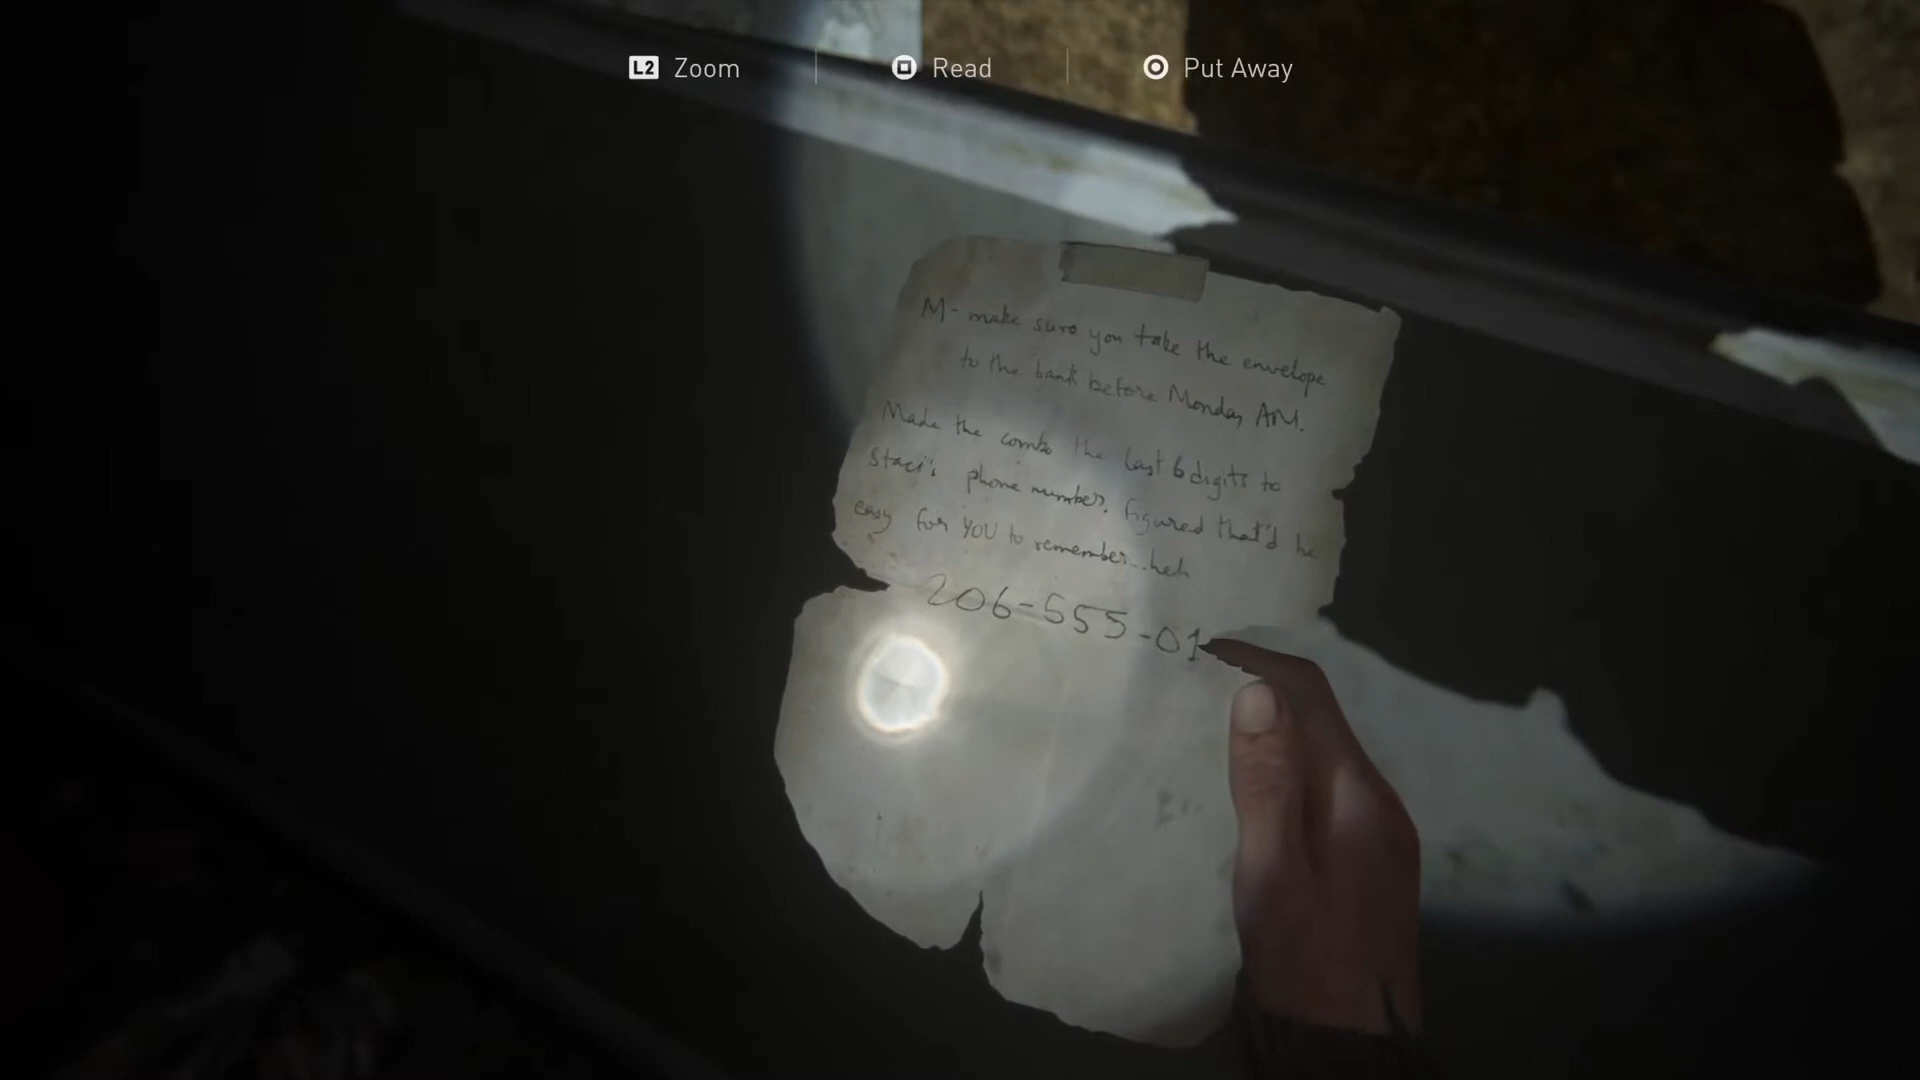 L2 Zoom Read Put Away
M- make sure you take the envelope
to the bank before Monday AM.
Made the combo the last 6 digits to
Staci's phone number. figured that'd be
easy for YOU to remember...heh
206-555-01